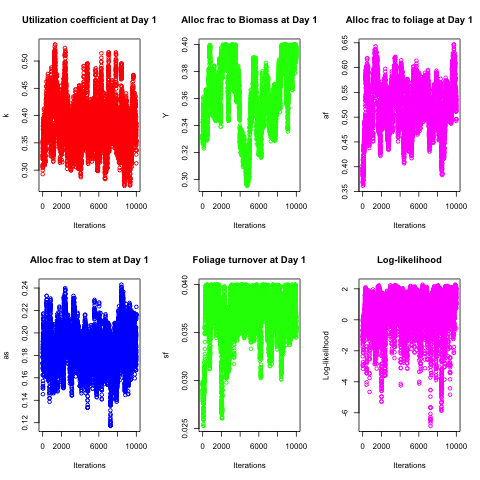 Utilization coefficient at Day 1
k
0.30 0.35 0.40 0.45 0.50
0 2000 6000 10000
Iterations
Alloc frac to Biomass at Day 1
Y
0.30 0.32 0.34 0.36 0.38 0.40
0 2000 6000 10000
Iterations
Alloc frac to foliage at Day 1
af
0.35 0.40 0.45 0.50 0.55 0.60 0.65
0 2000 6000 10000
Iterations
Alloc frac to stem at Day 1
as
0.12 0.14 0.16 0.18 0.20 0.22 0.24
0 2000 6000 10000
Iterations
Foliage turnover at Day 1
sf
0.025 0.030 0.035 0.040
0 2000 6000 10000
Iterations
Log-likelihood
Log-likelihood
-6 -4 -2 0 2
0 2000 6000 10000
Iterations